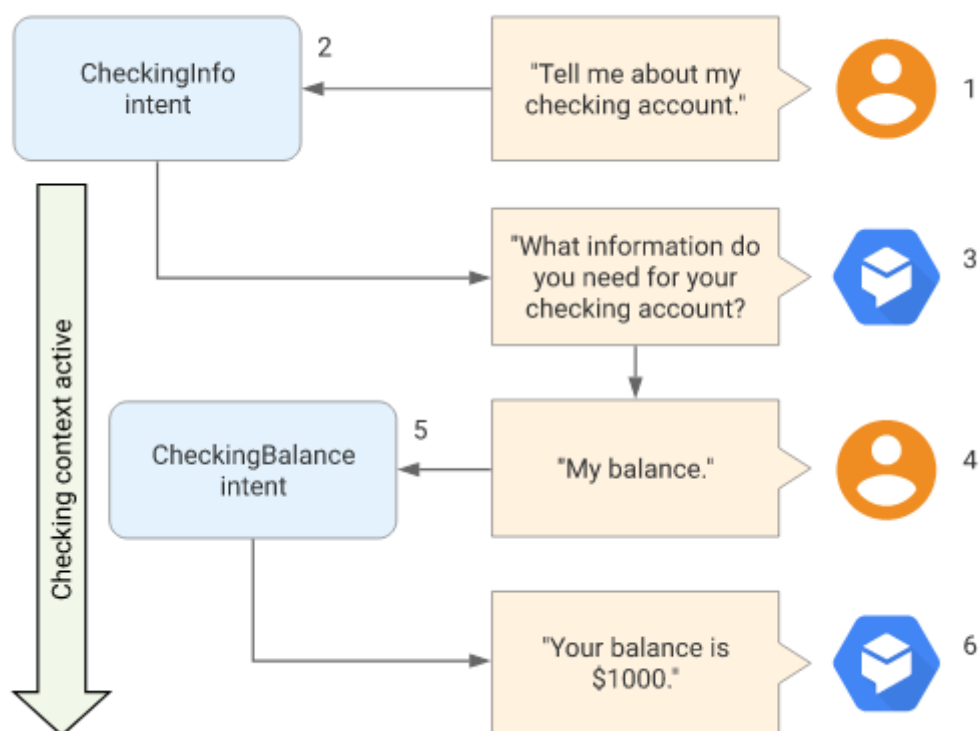 CheckingInfo
intent
2
"Tell me about my
checking account."
1
"What information do
you need for your
checking account?
3
Checking context active
CheckingBalance
intent
5
"My balance."
4
"Your balance is
$1000."
6